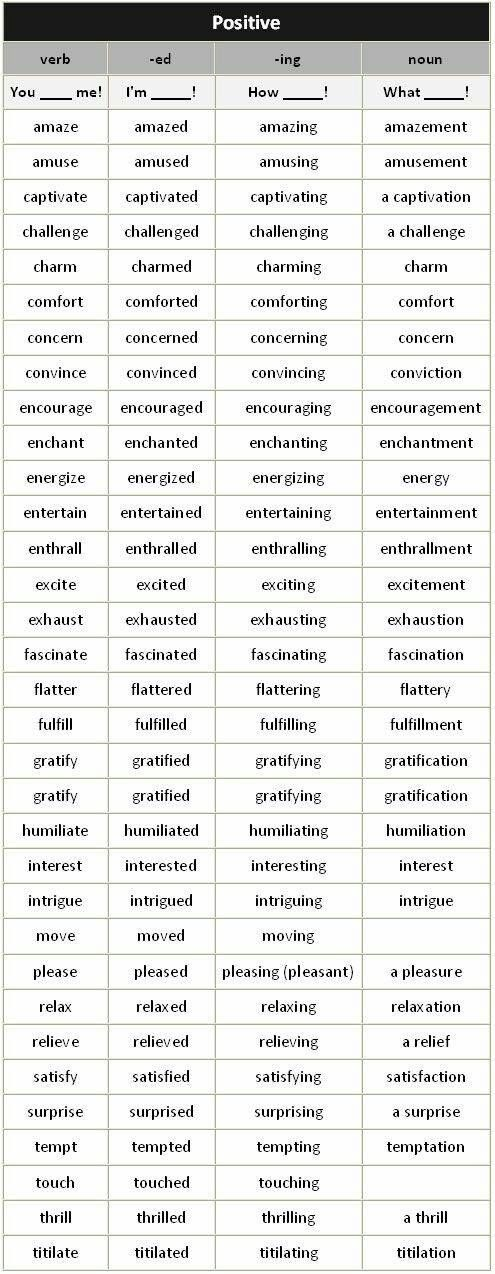 Positive
verb -ed -ing noun
You ____ me! I'm _____! How _____! What _____!
amaze amazed amazing amazement
amuse amused amusing amusement
captivate captivated captivating a captivation
challenge challenged challenging a challenge
charm charmed charming charm
comfort comforted comforting comfort
concern concerned concerning concern
convince convinced convincing conviction
encourage encouraged encouraging encouragement
enchant enchanted enchanting enchantment
energize energized energizing energy
entertain entertained entertaining entertainment
enthrall enthralled enthralling enthrallment
excite excited exciting excitement
exhaust exhausted exhausting exhaustion
fascinate fascinated fascinating fascination
flatter flattered flattering flattery
fulfill fulfilled fulfilling fulfillment
gratify gratified gratifying gratification
gratify gratified gratifying gratification
humiliate humiliated humiliating humiliation
interest interested interesting interest
intrigue intrigued intriguing intrigue
move moved moving
please pleased pleasing (pleasant) a pleasure
relax relaxed relaxing relaxation
relieve relieved relieving a relief
satisfy satisfied satisfying satisfaction
surprise surprised surprising a surprise
tempt tempted tempting temptation
touch touched touching
thrill thrilled thrilling a thrill
titilate titilated titilating titilation